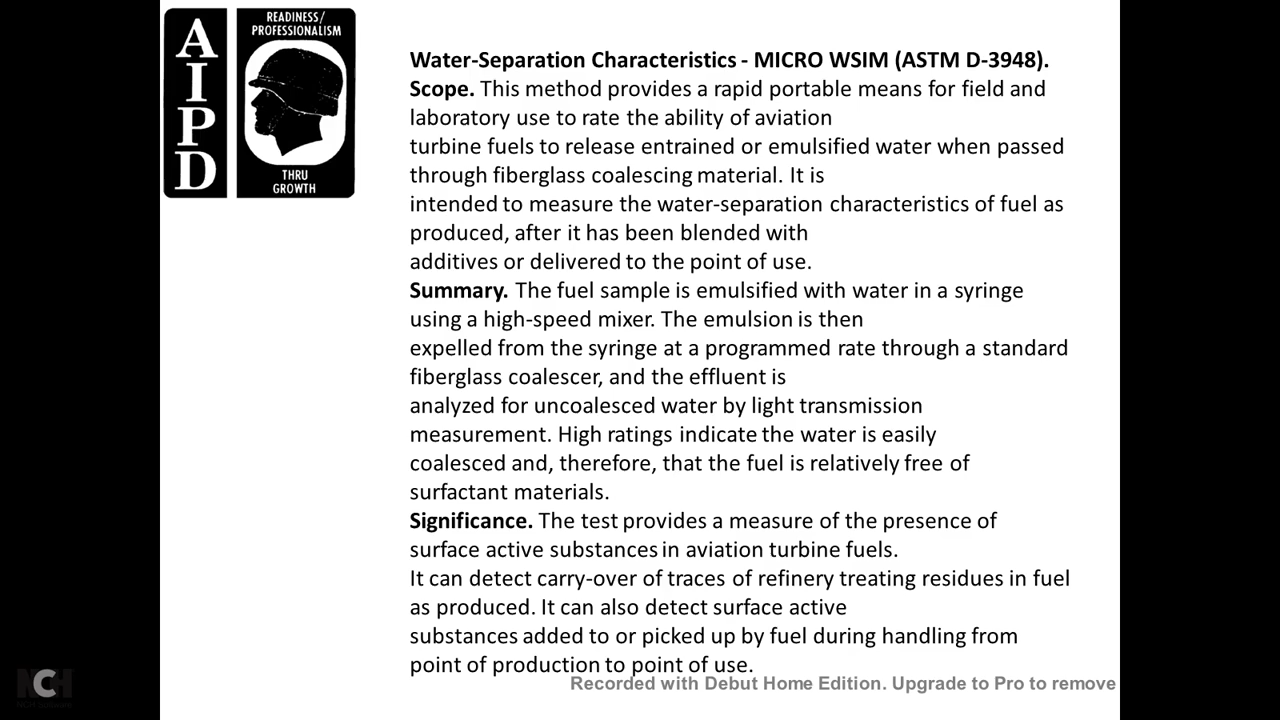 READINESS/
PROFESSIONALISM
A
I
P
D
THRU
GROWTH
Water-Separation Characteristics - MICRO WSIM (ASTM D-3948).
Scope. This method provides a rapid portable means for field and
laboratory use to rate the ability of aviation
turbine fuels to release entrained or emulsified water when passed
through fiberglass coalescing material. It is
intended to measure the water-separation characteristics of fuel as
produced, after it has been blended with
additives or delivered to the point of use.
Summary. The fuel sample is emulsified with water in a syringe
using a high-speed mixer. The emulsion is then
expelled from the syringe at a programmed rate through a standard
fiberglass coalescer, and the effluent is
analyzed for uncoalesced water by light transmission
measurement. High ratings indicate the water is easily
coalesced and, therefore, that the fuel is relatively free of
surfactant materials.
Significance. The test provides a measure of the presence of
surface active substances in aviation turbine fuels.
It can detect carry-over of traces of refinery treating residues in fuel
as produced. It can also detect surface active
substances added to or picked up by fuel during handling from
point of production to point of use.
Recorded with Debut Home Edition. Upgrade to Pro to remove
NCH